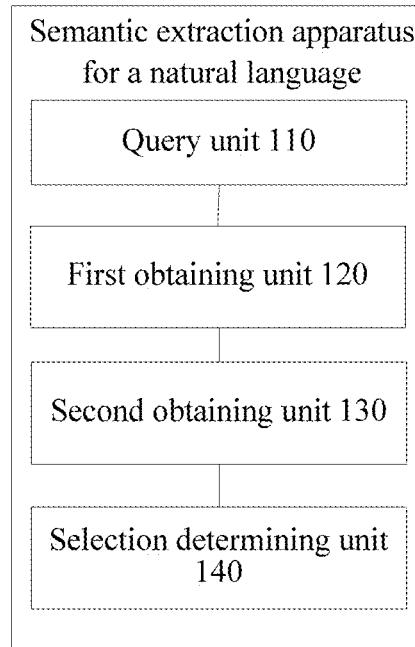 Semantic extraction apparatus
for a natural language
Query unit 110
First obtaining unit 120
Second obtaining unit 130
Selection determining unit
140